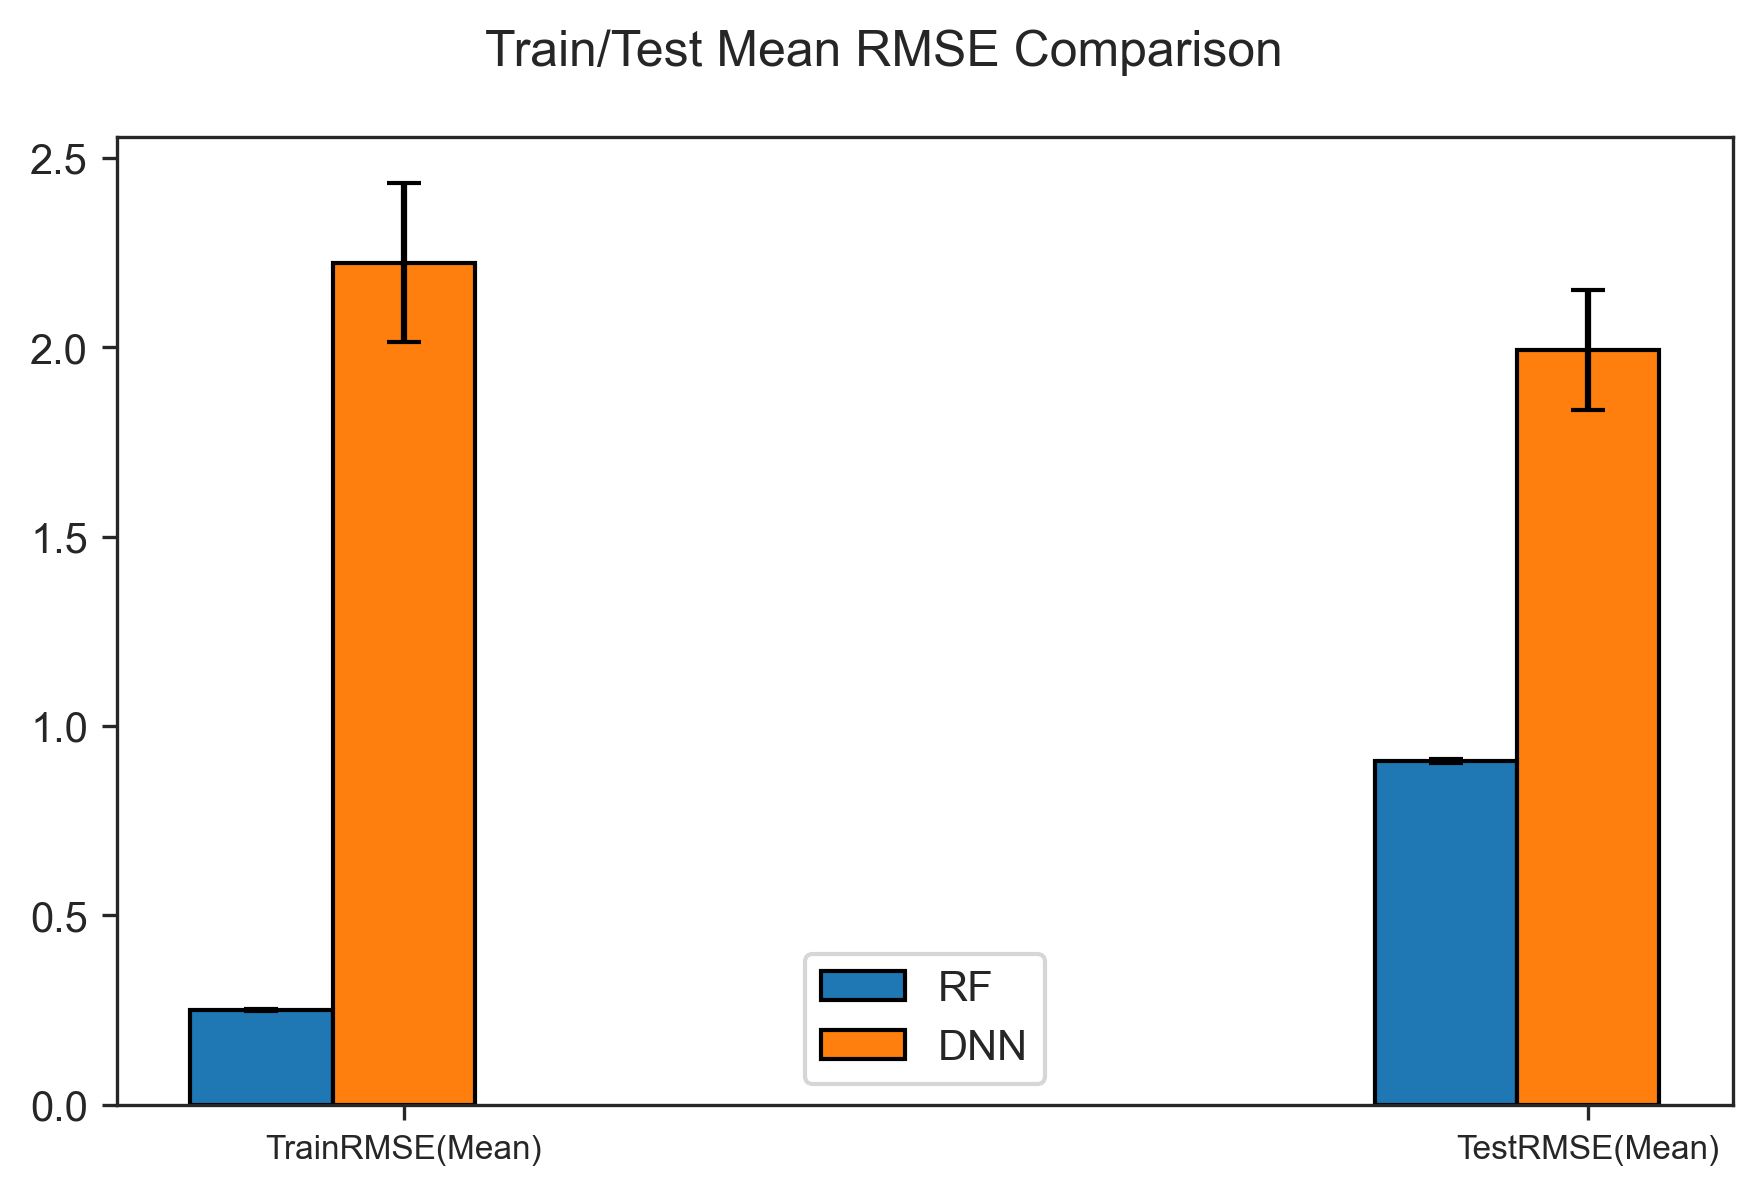 Train/Test Mean RMSE Comparison
2.5
2.0
1.5
1.0
0.5
0.0
RF
DNN
TrainRMSE(Mean)
TestRMSE(Mean)